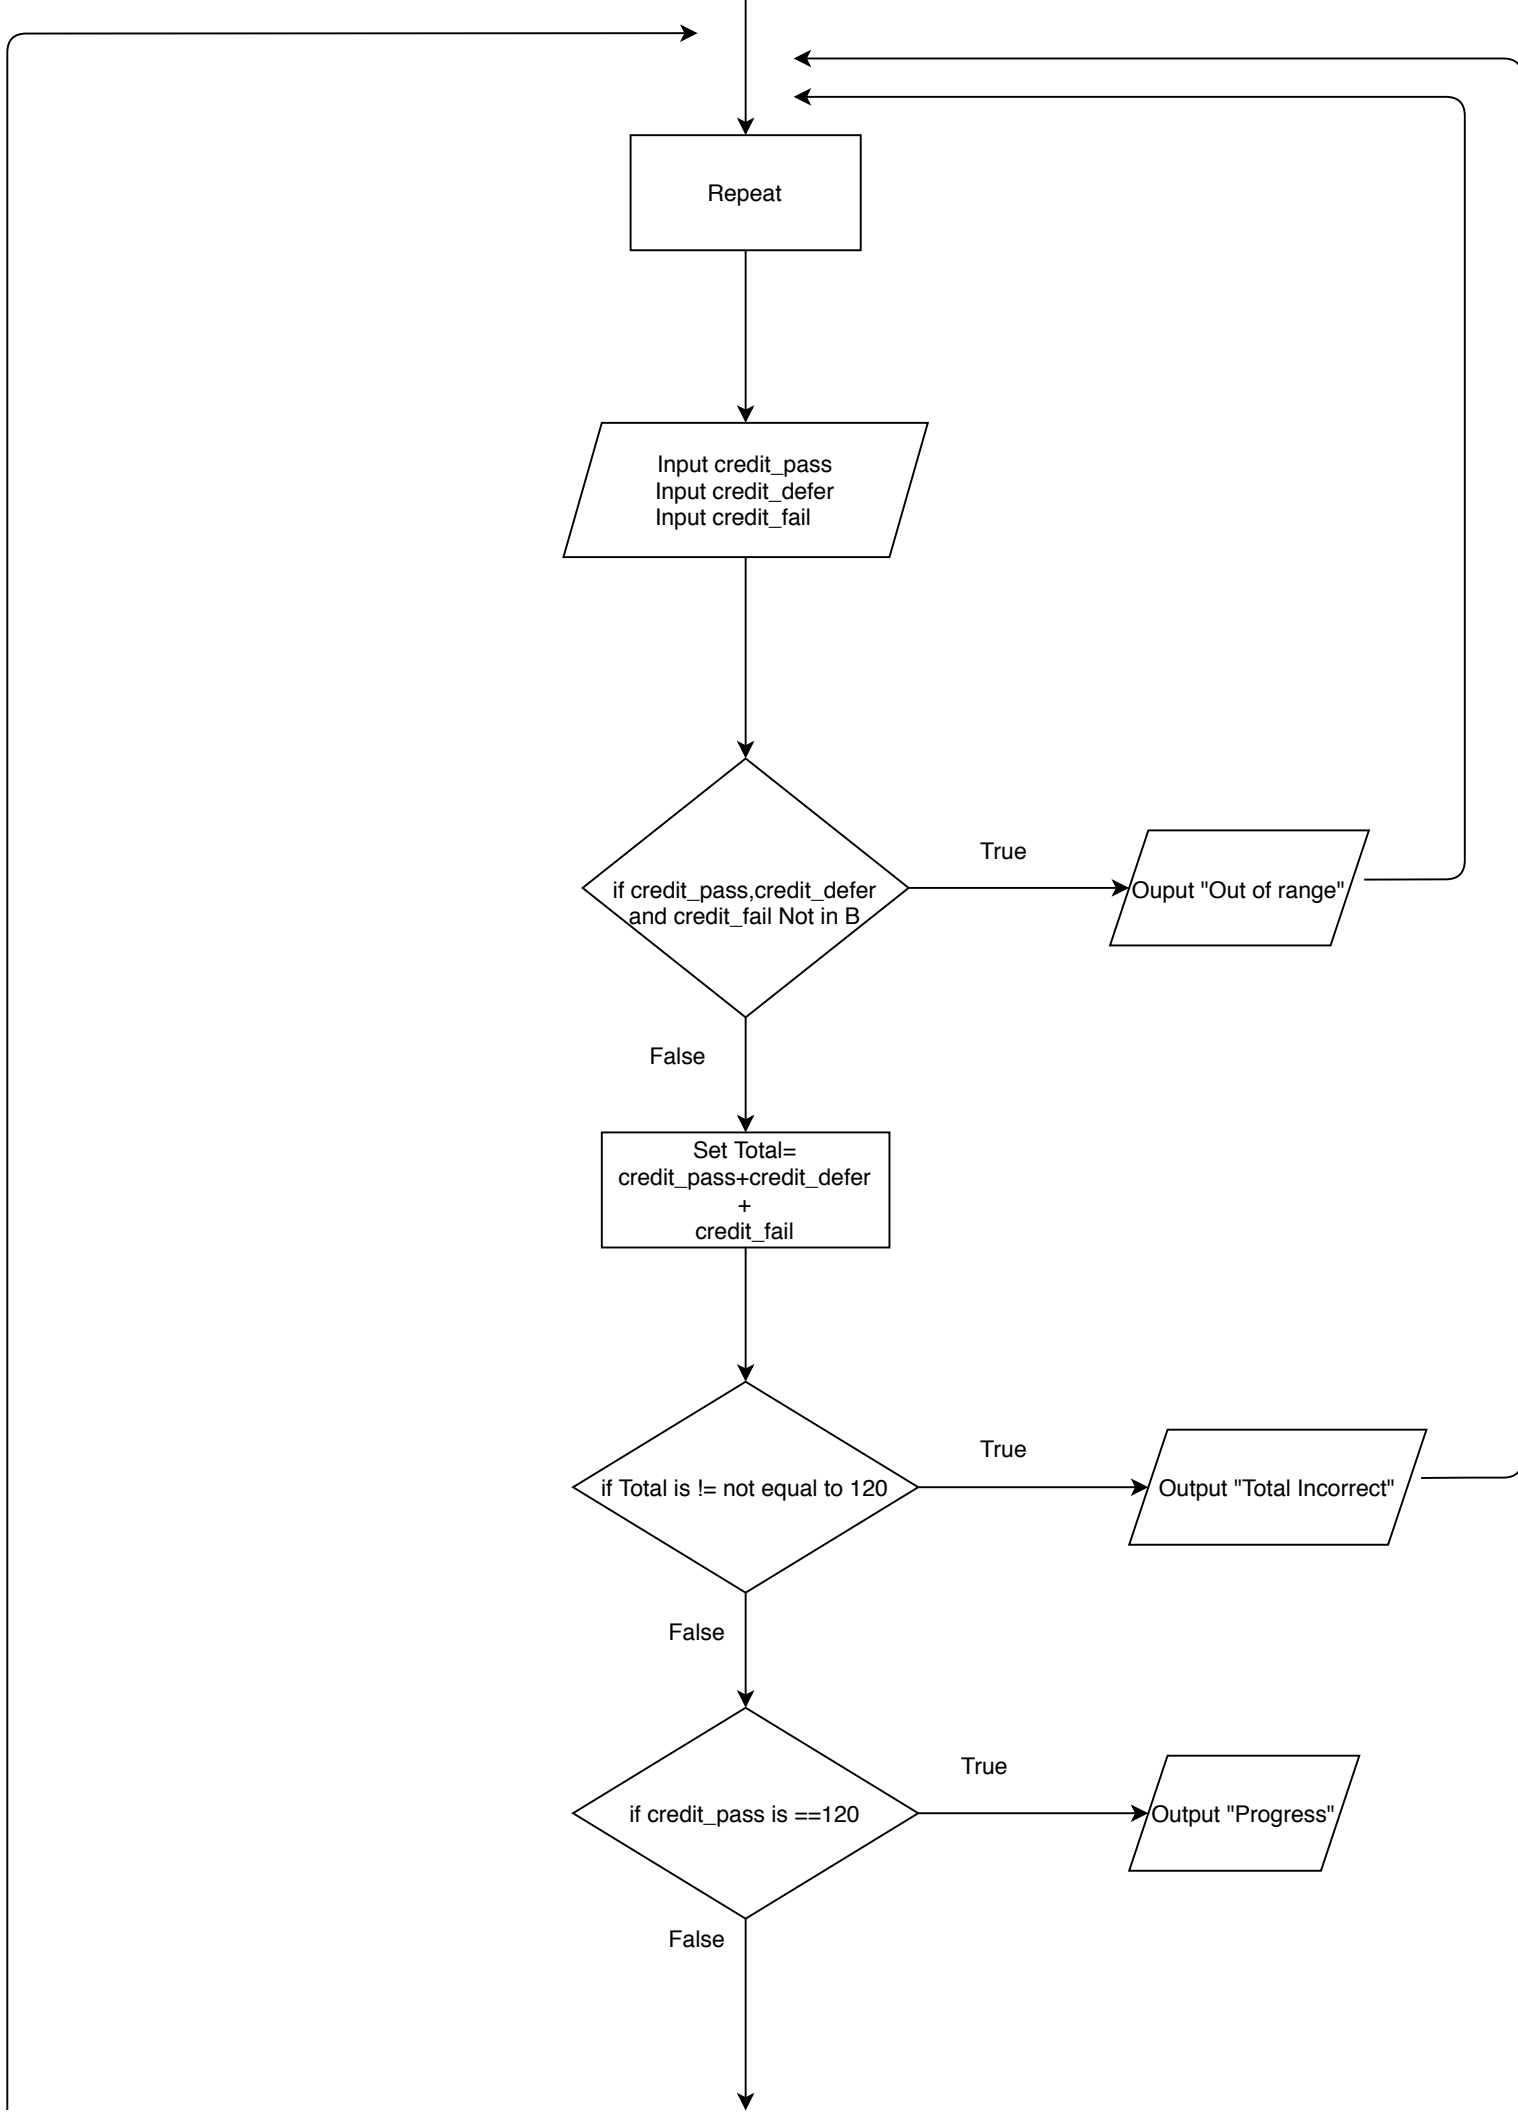 Repeat
Input credit_pass
Input credit_defer
Input credit_fail
True
if credit_pass,credit_defer
and credit_fail Not in B
Ouput "Out of range"
False
Set Total=
credit_pass+credit_defer
+
credit_fail
True
if Total is != not equal to 120
Output "Total Incorrect"
False
True
if credit_pass is ==120
Output "Progress"
False